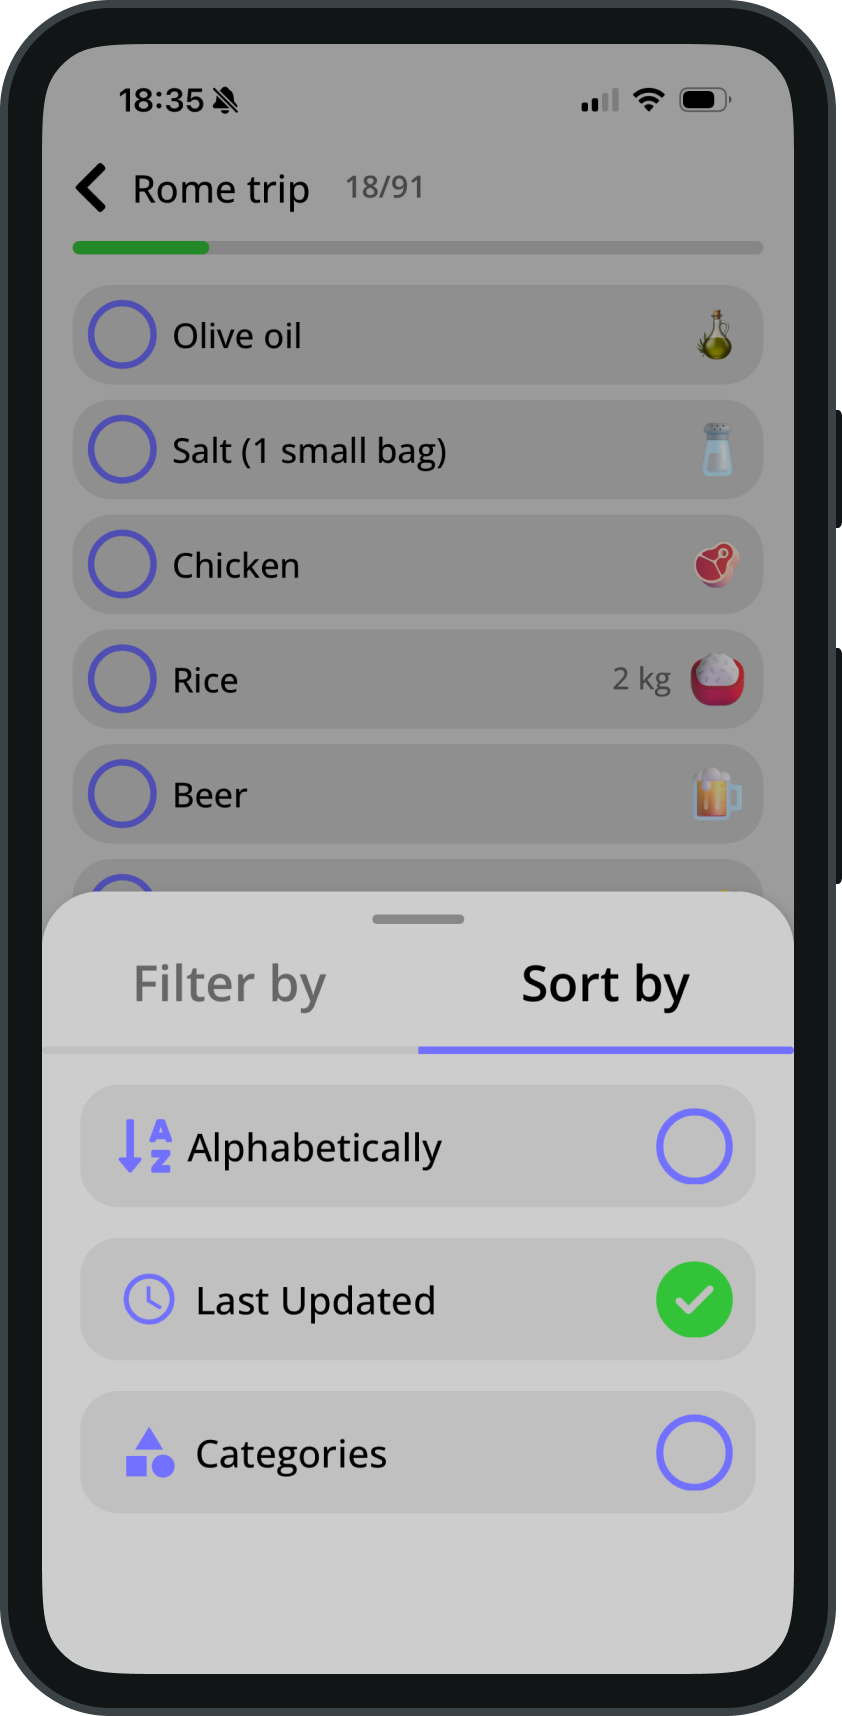 18:35
Rome trip 18/91
Olive oil
Salt (1 small bag)
Chicken
Rice 2 kg
Beer
Filter by Sort by
A
Z
Alphabetically
Last Updated
Categories